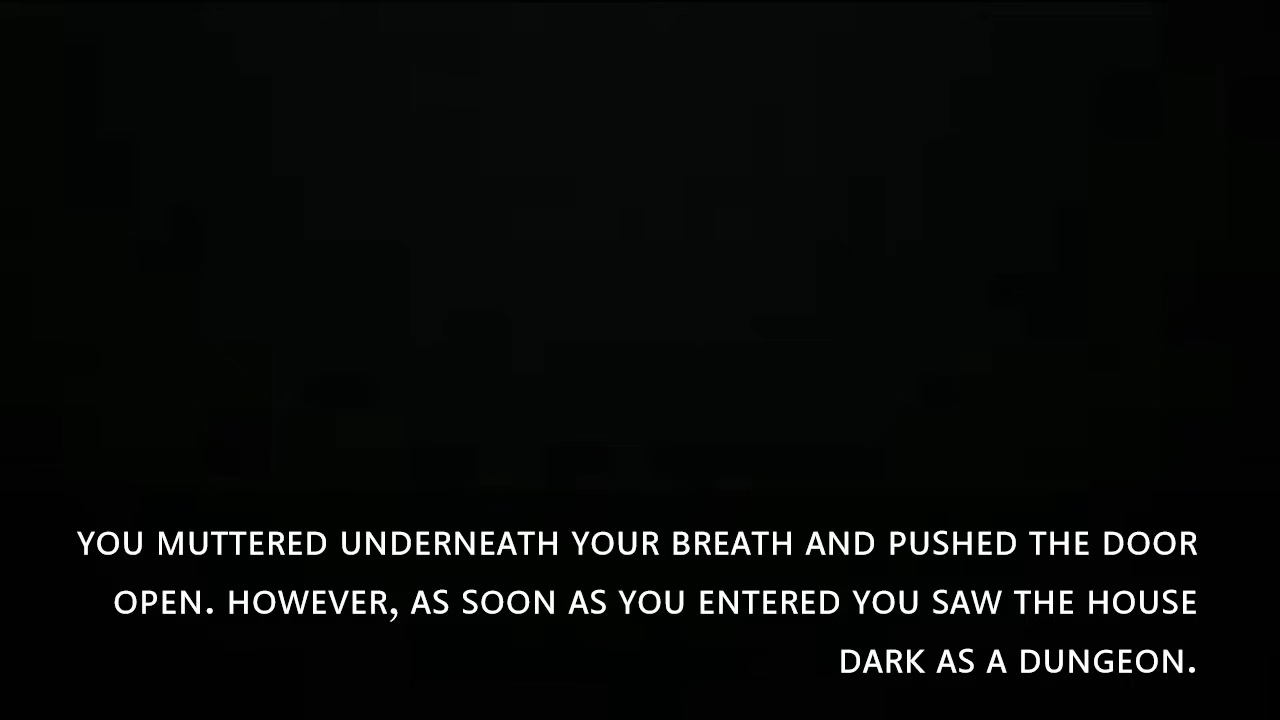 YOU MUTTERED UNDERNEATH YOUR BREATH AND PUSHED THE DOOR
OPEN. HOWEVER, AS SOON AS YOU ENTERED YOU SAW THE HOUSE
DARK AS A DUNGEON.